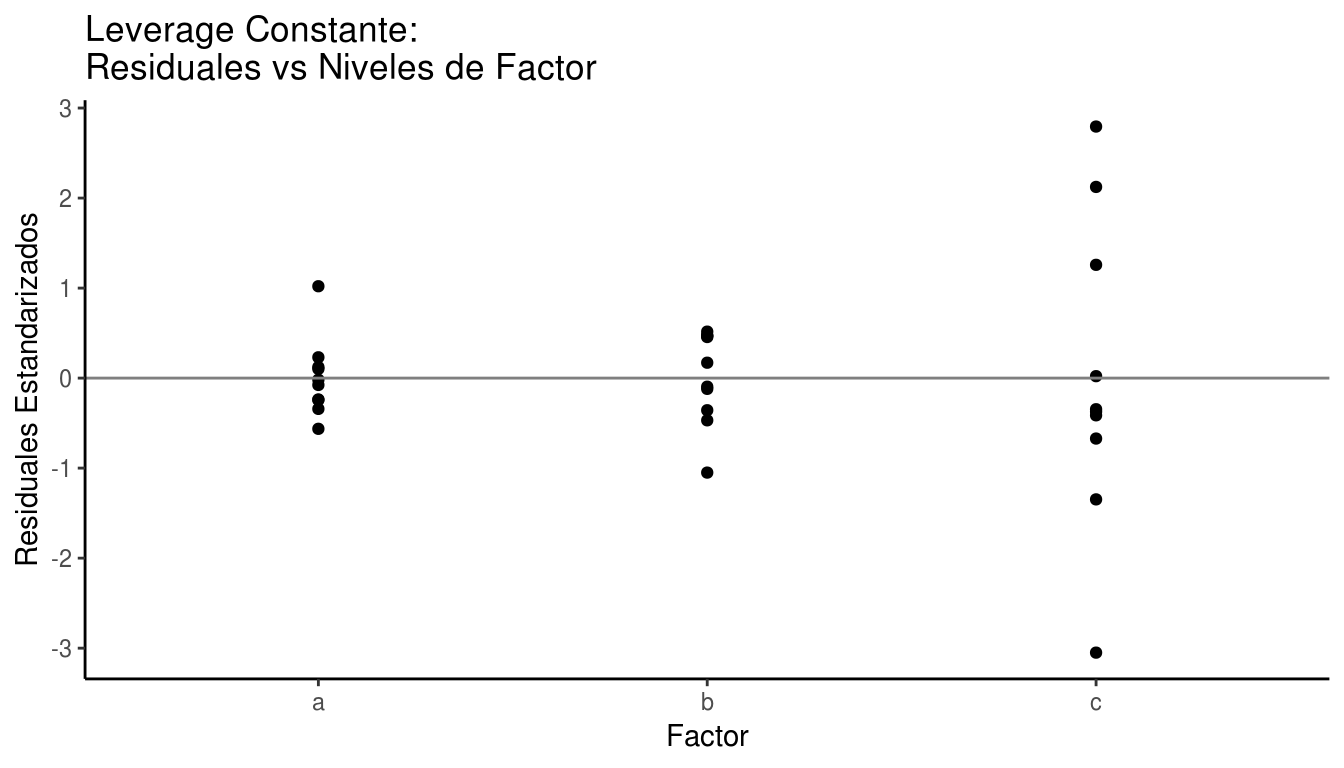 Leverage Constante:
Residuales vs Niveles de Factor
Residuales Estandarizados
3
2
1
0
-1
-2
-3
a
b
c
Factor